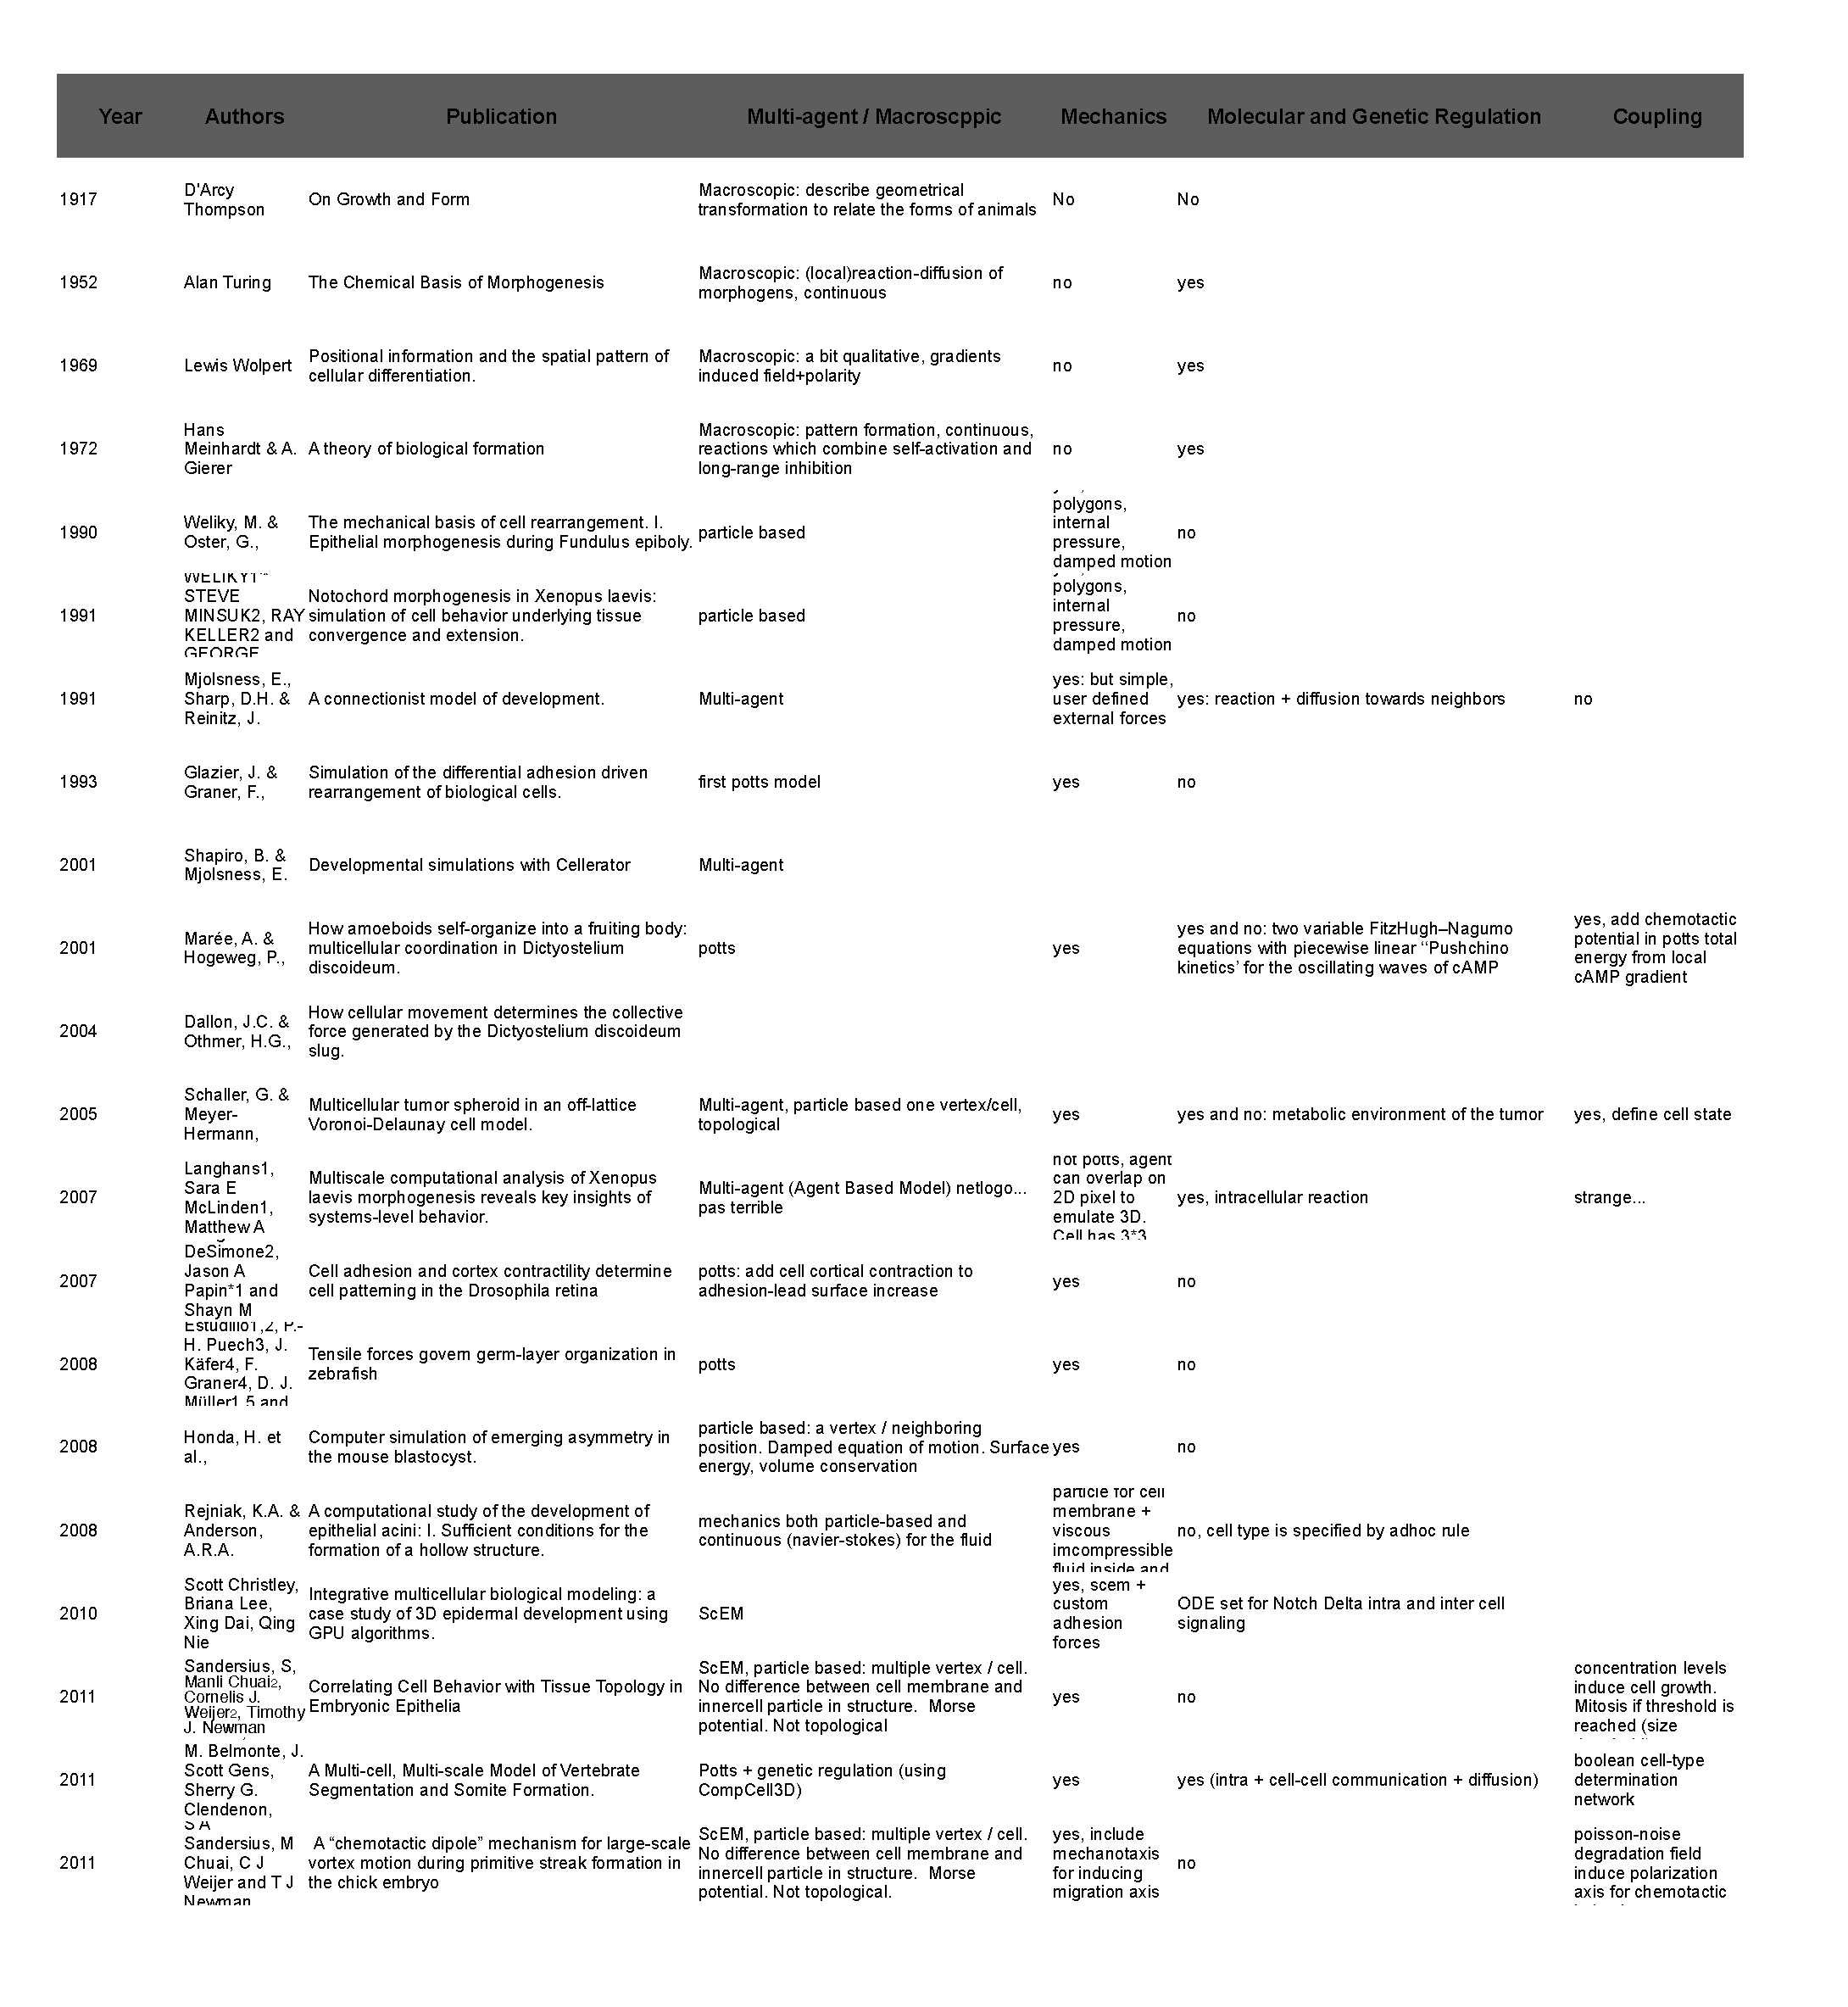 Year Authors Publication Multi-agent / Macroscppic Mechanics Molecular and Genetic Regulation Coupling
1917
D'Arcy
Thompson
On Growth and Form
Macroscopic: describe geometrical
transformation to relate the forms of animals
No
No
1952
Alan Turing
The Chemical Basis of Morphogenesis
Macroscopic: (local)reaction-diffusion of
morphogens, continuous
no
yes
1969
Lewis Wolpert
Positional information and the spatial pattern of
cellular differentiation.
Macroscopic: a bit qualitative, gradients
induced field+polarity
no
yes
1972
Hans
Meinhardt & A.
Gierer
A theory of biological formation
Macroscopic: pattern formation, continuous,
reactions which combine self-activation and
long-range inhibition
no
yes
1990
Weliky, M. &
Oster, G.,
The mechanical basis of cell rearrangement. I.
Epithelial morphogenesis during Fundulus epiboly.
particle based
polygons,
internal
pressure,
damped motion
no
1991
WELIKY1*
STEVE
MINSUK2, RAY
KELLER2 and
GEORGE
Notochord morphogenesis in Xenopus laevis:
simulation of cell behavior underlying tissue
convergence and extension.
particle based
polygons,
internal
pressure,
damped motion
no
1991
Mjolsness, E.,
Sharp, D.H. &
Reinitz, J.
A connectionist model of development.
Multi-agent
yes: but simple,
user defined
external forces
yes: reaction + diffusion towards neighbors
no
1993
Glazier, J. &
Graner, F.,
Simulation of the differential adhesion driven
rearrangement of biological cells.
first potts model
yes
no
2001
Shapiro, B. &
Mjolsness, E.
Developmental simulations with Cellerator
Multi-agent
2001
Marée, A. &
Hogeweg, P.,
How amoeboids self-organize into a fruiting body:
multicellular coordination in Dictyostelium
discoideum.
potts
yes
yes and no: two variable FitzHugh–Nagumo
equations with piecewise linear ‘‘Pushchino
kinetics’ for the oscillating waves of cAMP
yes, add chemotactic
potential in potts total
energy from local
cAMP gradient
2004
Dallon, J.C. &
Othmer, H.G.,
How cellular movement determines the collective
force generated by the Dictyostelium discoideum
slug.
2005
Schaller, G. &
Meyer-
Hermann,
Multicellular tumor spheroid in an off-lattice
Voronoi-Delaunay cell model.
Multi-agent, particle based one vertex/cell,
topological
yes
yes and no: metabolic environment of the tumor
yes, define cell state
2007
Langhans1,
Sara E
McLinden1,
Matthew A
Multiscale computational analysis of Xenopus
laevis morphogenesis reveals key insights of
systems-level behavior.
Multi-agent (Agent Based Model) netlogo...
pas terrible
not potts, agent
can overlap on
2D pixel to
emulate 3D.
Cell has 3*3
yes, intracellular reaction
strange...
2007
DeSimone2,
Jason A
Papin*1 and
Shayn M
Cell adhesion and cortex contractility determine
cell patterning in the Drosophila retina
potts: add cell cortical contraction to
adhesion-lead surface increase
yes
no
2008
Estudillo1,2, P.-
H. Puech3, J.
Käfer4, F.
Graner4, D. J.
Müller1,5 and
Tensile forces govern germ-layer organization in
zebrafish
potts
yes
no
2008
Honda, H. et
al.,
Computer simulation of emerging asymmetry in
the mouse blastocyst.
particle based: a vertex / neighboring
position. Damped equation of motion. Surface
energy, volume conservation
yes
no
2008
Rejniak, K.A. &
Anderson,
A.R.A.
A computational study of the development of
epithelial acini: I. Sufficient conditions for the
formation of a hollow structure.
mechanics both particle-based and
continuous (navier-stokes) for the fluid
particle for cell
membrane +
viscous
imcompressible
fluid inside and
no, cell type is specified by adhoc rule
2010
Scott Christley,
Briana Lee,
Xing Dai, Qing
Nie
Integrative multicellular biological modeling: a
case study of 3D epidermal development using
GPU algorithms.
ScEM
yes, scem +
custom
adhesion
forces
ODE set for Notch Delta intra and inter cell
signaling
2011
Sandersius, S,
Manli Chuai2,
Cornelis J.
Weijer2, Timothy
J. Newman
Correlating Cell Behavior with Tissue Topology in
Embryonic Epithelia
ScEM, particle based: multiple vertex / cell.
No difference between cell membrane and
innercell particle in structure.  Morse
potential. Not topological
yes
no
concentration levels
induce cell growth.
Mitosis if threshold is
reached (size
2011
M. Belmonte, J.
Scott Gens,
Sherry G.
Clendenon,
A Multi-cell, Multi-scale Model of Vertebrate
Segmentation and Somite Formation.
Potts + genetic regulation (using
CompCell3D)
yes
yes (intra + cell-cell communication + diffusion)
boolean cell-type
determination
network
2011
S A
Sandersius, M
Chuai, C J
Weijer and T J
Newman
A “chemotactic dipole” mechanism for large-scale
vortex motion during primitive streak formation in
the chick embryo
ScEM, particle based: multiple vertex / cell.
No difference between cell membrane and
innercell particle in structure.  Morse
potential. Not topological.
yes, include
mechanotaxis
for inducing
migration axis
no
poisson-noise
degradation field
induce polarization
axis for chemotactic